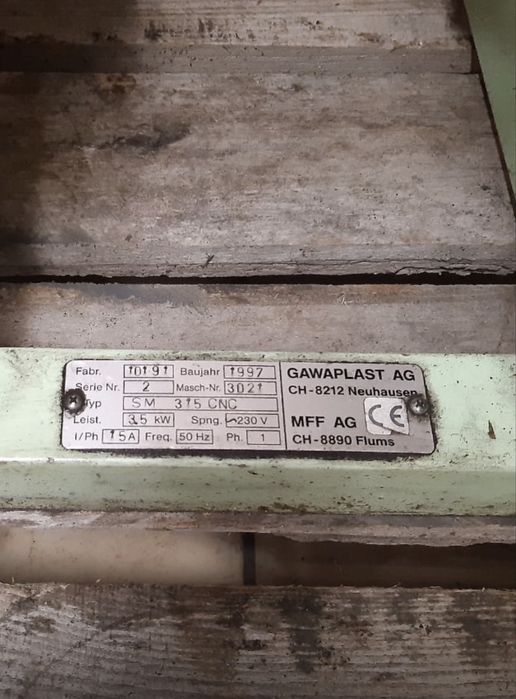 Fabr. 10191 Baujahr 1997
Serie Nr. 2 Masch-Nr. 3021
Typ SM 315 CNC
Leist. 3.5 kW Spng. ~230 V
I/Ph 15A Freq. 50 Hz Ph. 1
GAWAPLAST AG
CH-8212 Neuhausen
MFF AG CE
CH-8890 Flums